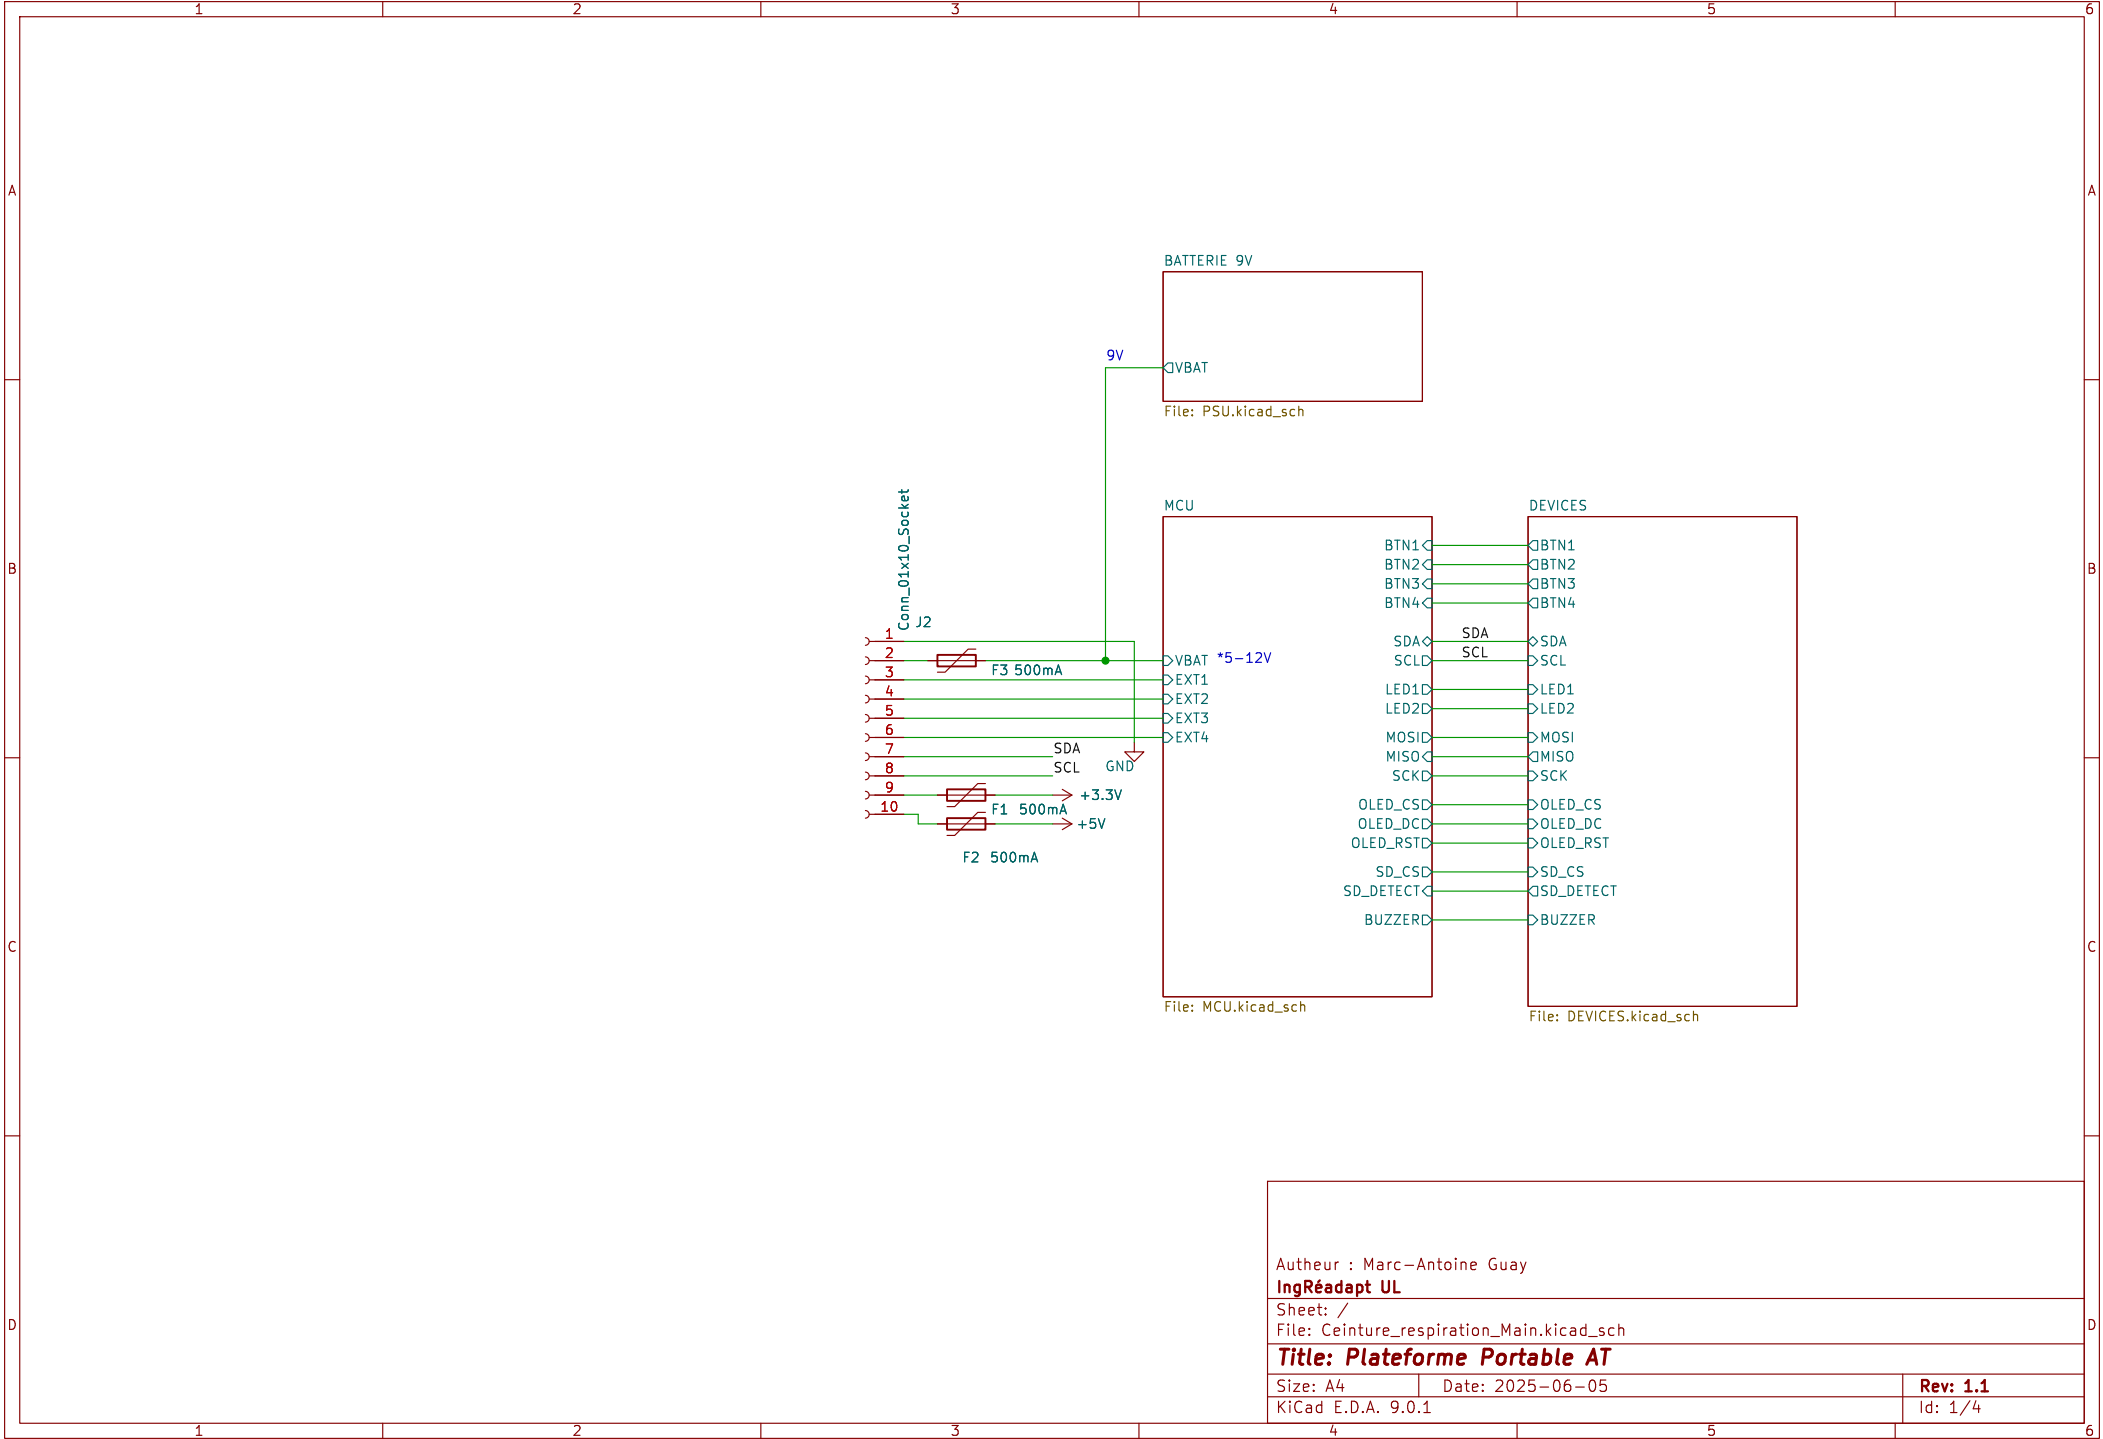 1 2 3 4 5 6
A A
B B
C C
D D
BATTERIE 9V
9V
VBAT
File: PSU.kicad_sch
Conn_01x10_Socket
J2
1
2
3
4
5
6
7
8
9
10
F3 500mA
SDA
SCL
GND
+3.3V
F1 500mA
+5V
F2 500mA
MCU
VBAT *5-12V
EXT1
EXT2
EXT3
EXT4
BTN1
BTN2
BTN3
BTN4
SDA
SCL
LED1
LED2
MOSI
MISO
SCK
OLED_CS
OLED_DC
OLED_RST
SD_CS
SD_DETECT
BUZZER
File: MCU.kicad_sch
SDA
SCL
DEVICES
BTN1
BTN2
BTN3
BTN4
SDA
SCL
LED1
LED2
MOSI
MISO
SCK
OLED_CS
OLED_DC
OLED_RST
SD_CS
SD_DETECT
BUZZER
File: DEVICES.kicad_sch
Autheur : Marc-Antoine Guay
IngRéadapt UL
Sheet: /
File: Ceinture_respiration_Main.kicad_sch
Title: Plateforme Portable AT
Size: A4 Date: 2025-06-05 Rev: 1.1
KiCad E.D.A. 9.0.1 Id: 1/4
1 2 3 4 5 6